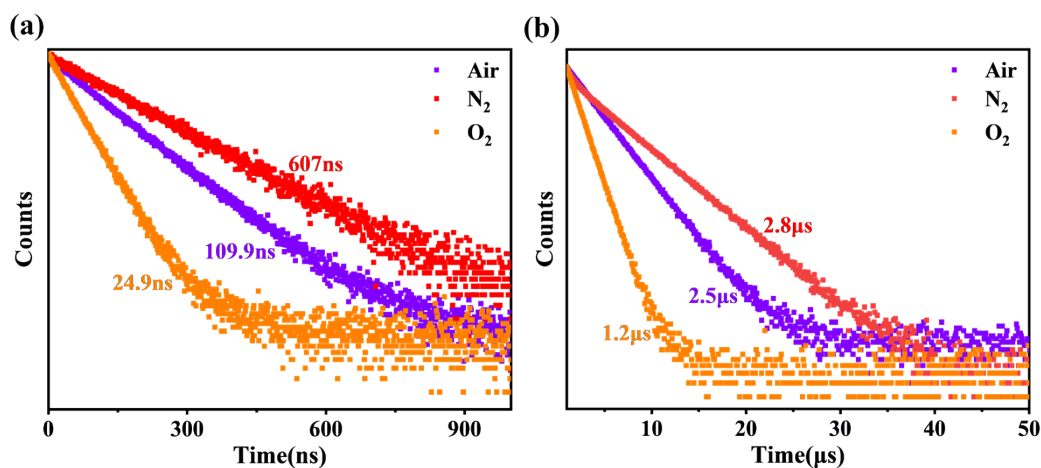 (a)
Counts
Air
N2
O2
607ns
109.9ns
24.9ns
0
300
600
900
Time(ns)
(b)
Counts
Air
N2
O2
2.8μs
2.5μs
1.2μs
10
20
30
40
50
Time(μs)